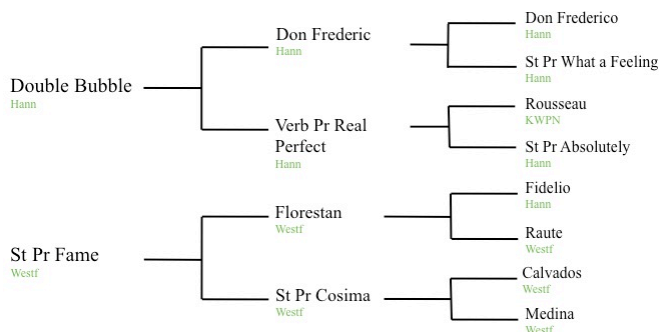 Don Frederico
Hann
Don Frederic
Hann
St Pr What a Feeling
Hann
Double Bubble
Hann
Rousseau
KWPN
Verb Pr Real
Perfect
Hann
St Pr Absolutely
Hann
Fidelio
Hann
Florestan
Westf
Raute
Westf
St Pr Fame
Westf
Calvados
Westf
St Pr Cosima
Westf
Medina
Westf